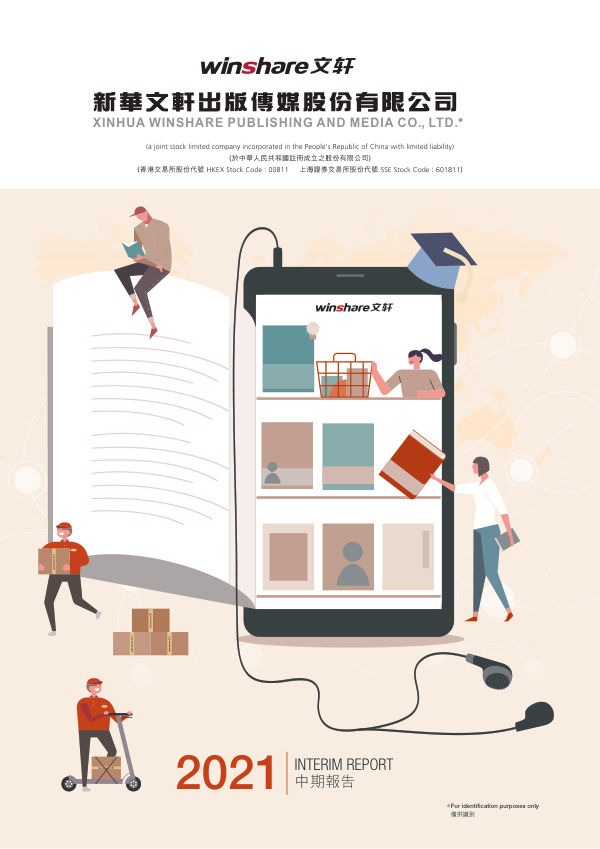 winshare文轩
新華文軒出版傳媒股份有限公司
XINHUA WINSHARE PUBLISHING AND MEDIA CO., LTD.*
(a joint stock limited company incorporated in the People's Republic of China with limited liability)
(於中華人民共和國註冊成立之股份有限公司)
(香港交易所股份代號 HKEX Stock Code : 00811 上海證券交易所股份代號 SSE Stock Code : 601811)
winshare文轩
2021
INTERIM REPORT
中期報告
*For identification purposes only
僅供識別